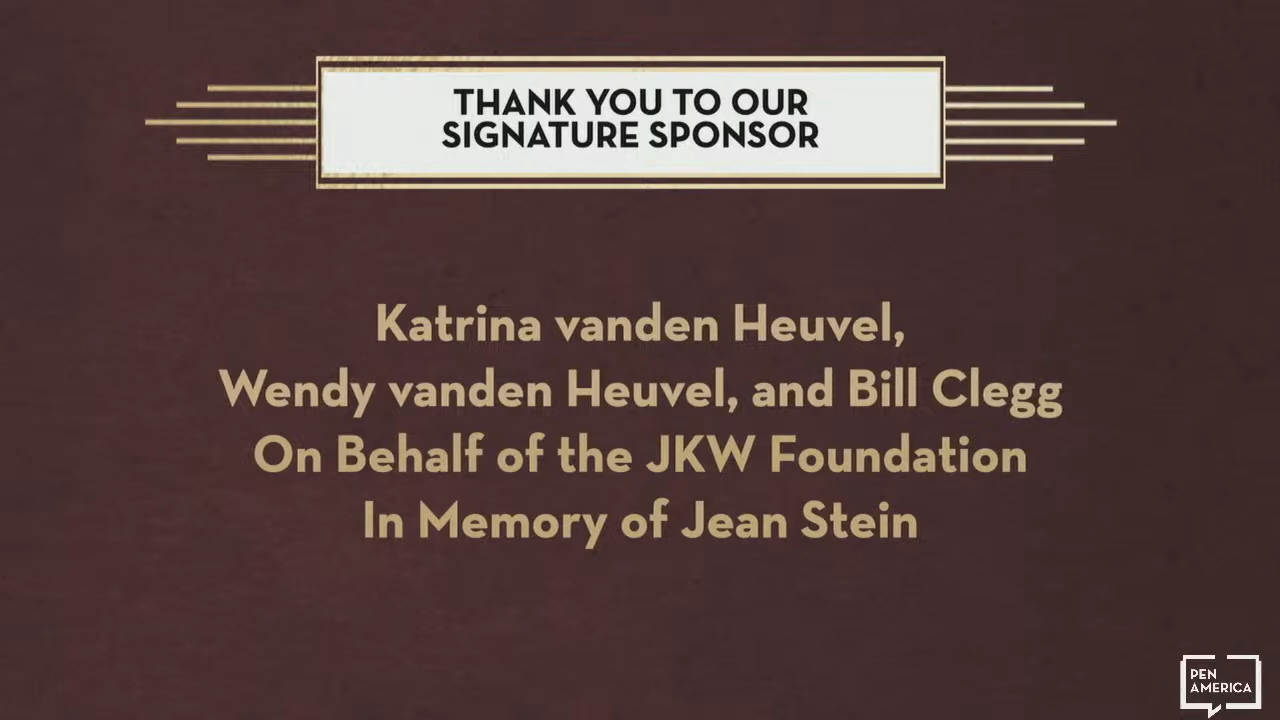 THANK YOU TO OUR
SIGNATURE SPONSOR
Katrina vanden Heuvel,
Wendy vanden Heuvel, and Bill Clegg
On Behalf of the JKW Foundation
In Memory of Jean Stein
PEN
AMERICA